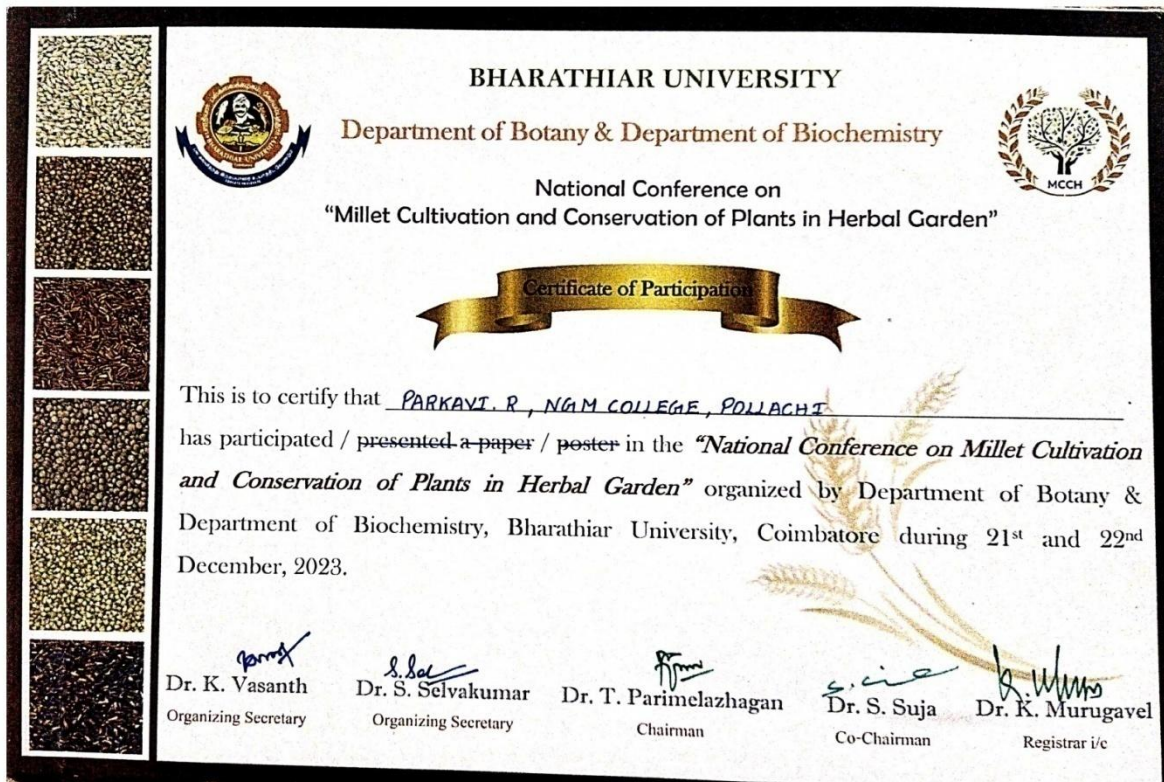 BHARATHIAR UNIVERSITY
Department of Botany & Department of Biochemistry
BHARATHIAR UNIVERSITY
MCCH
National Conference on
“Millet Cultivation and Conservation of Plants in Herbal Garden”
Certificate of Participation
This is to certify that PARKAVI. R, NGM COLLEGE, POLLACHI
has participated / presented a paper / poster in the “National Conference on Millet Cultivation
and Conservation of Plants in Herbal Garden” organized by Department of Botany &
Department of Biochemistry, Bharathiar University, Coimbatore during 21st and 22nd
December, 2023.
Dr. K. Vasanth
Organizing Secretary
Dr. S. Selvakumar
Organizing Secretary
Dr. T. Parimelazhagan
Chairman
Dr. S. Suja
Co-Chairman
Dr. K. Murugavel
Registrar i/c